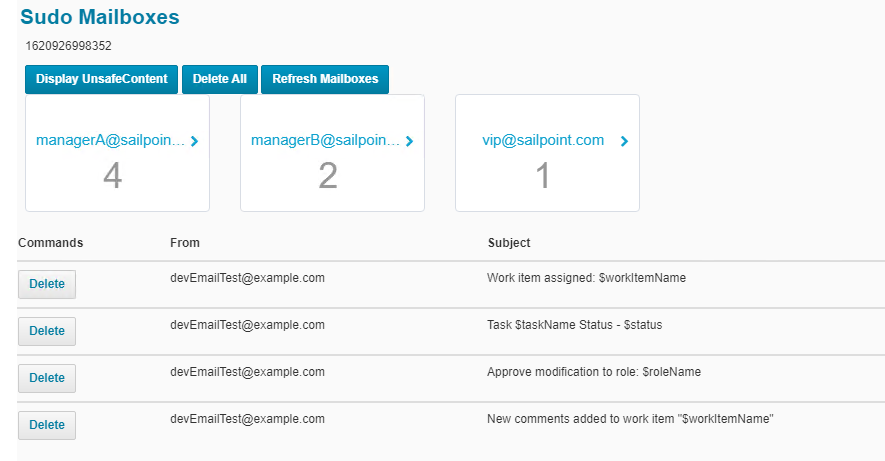 Sudo Mailboxes
1620926998352
Display UnsafeContent Delete All Refresh Mailboxes
managerA@sailpoin... managerB@sailpoin... vip@sailpoint.com
4 2 1
Commands From Subject
Delete devEmailTest@example.com Work item assigned: $workItemName
Delete devEmailTest@example.com Task $taskName Status - $status
Delete devEmailTest@example.com Approve modification to role: $roleName
Delete devEmailTest@example.com New comments added to work item "$workItemName"